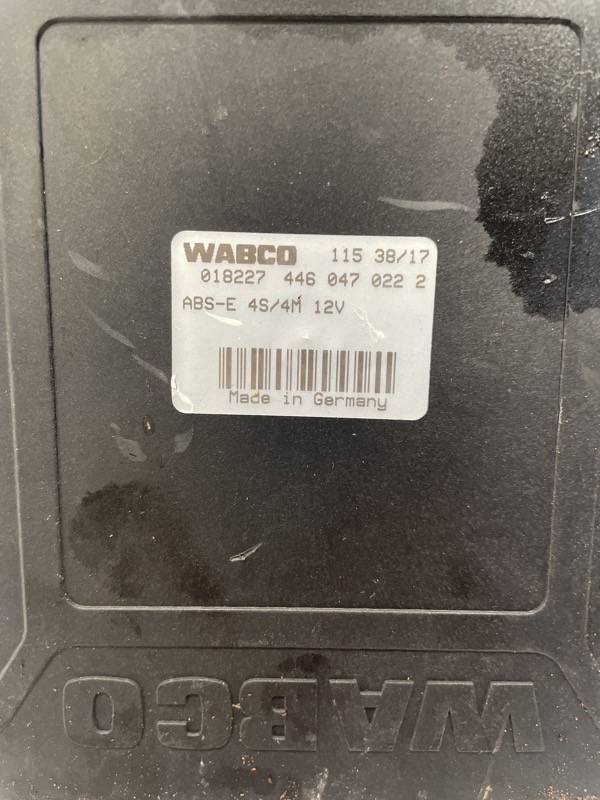 WABCO 115 38/17
018227 446 047 022 2
ABS-E 4S/4M 12V
Made in Germany
WABCO